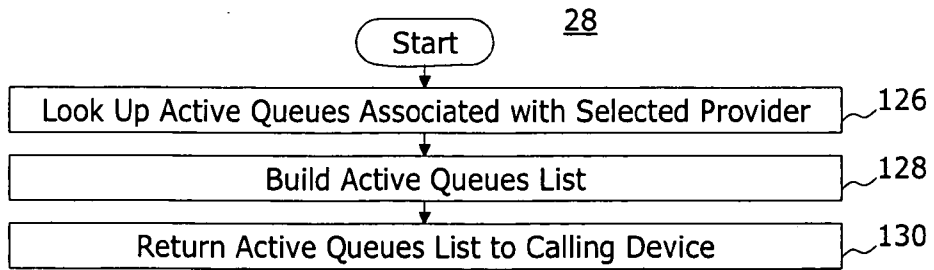 28
Start
Look Up Active Queues Associated with Selected Provider
126
Build Active Queues List
128
Return Active Queues List to Calling Device
130